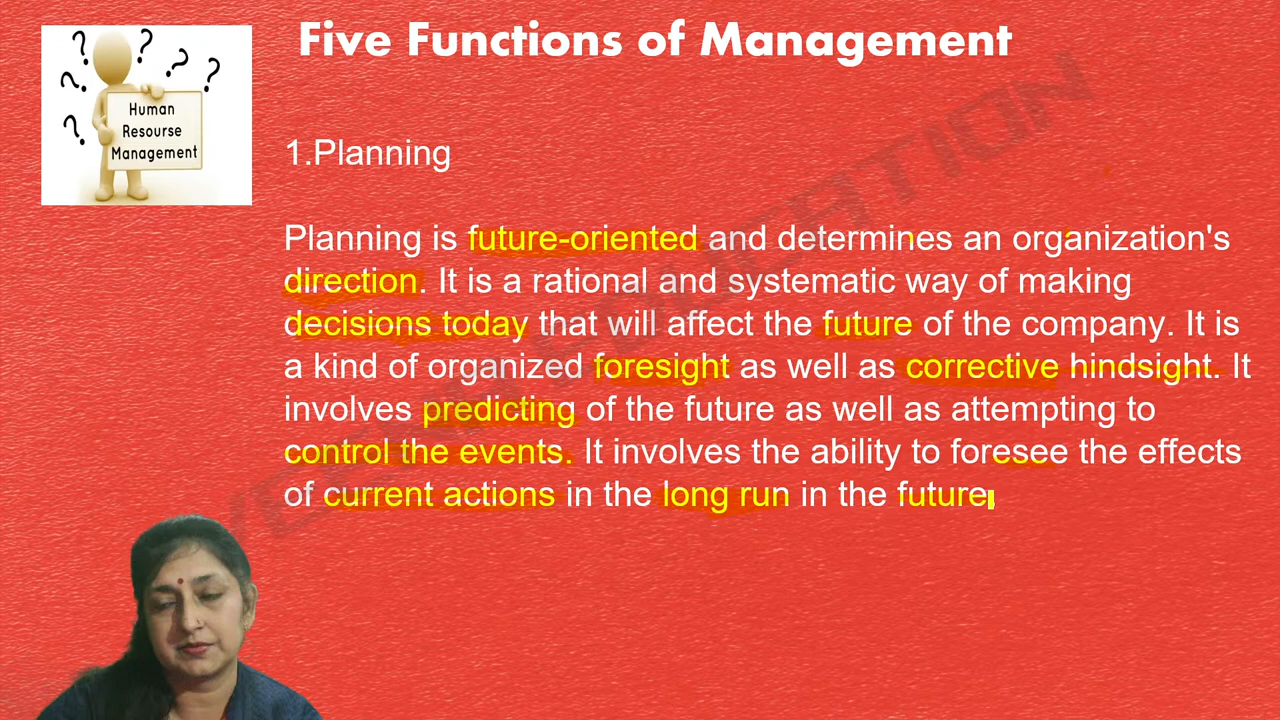 Five Functions of Management
Human
Resourse
Management
1.Planning
Planning is future-oriented and determines an organization's
direction. It is a rational and systematic way of making
decisions today that will affect the future of the company. It is
a kind of organized foresight as well as corrective hindsight. It
involves predicting of the future as well as attempting to
control the events. It involves the ability to foresee the effects
of current actions in the long run in the future